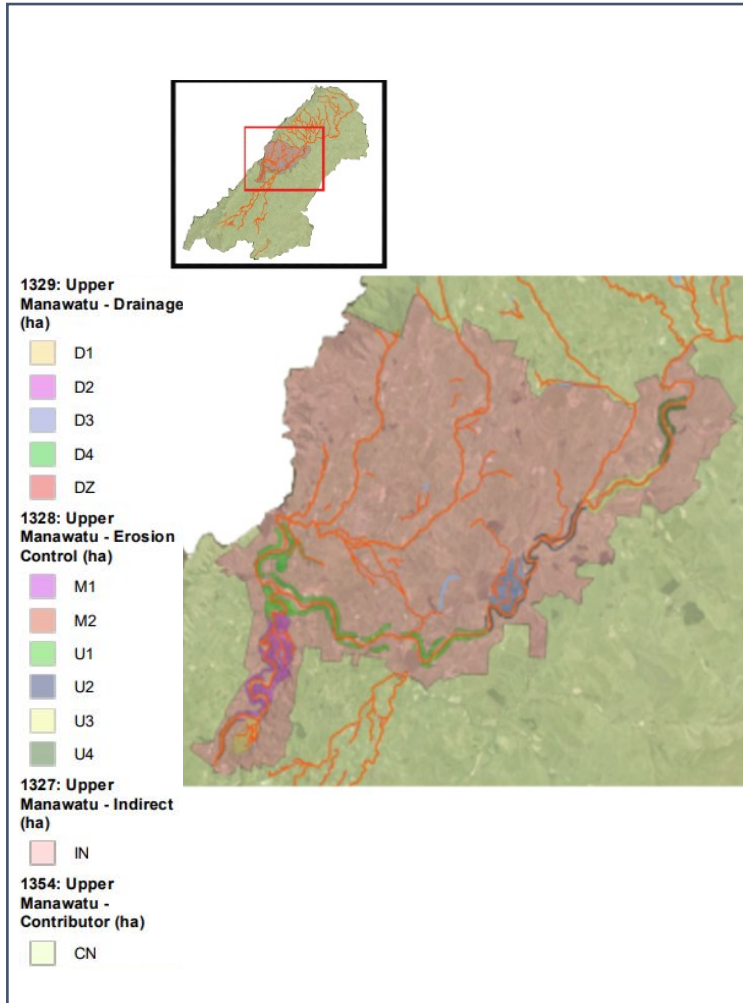 1329: Upper
Manawatu - Drainage
(ha)
D1
D2
D3
D4
DZ
1328: Upper
Manawatu - Erosion
Control (ha)
M1
M2
U1
U2
U3
U4
1327: Upper
Manawatu - Indirect
(ha)
IN
1354: Upper
Manawatu -
Contributor (ha)
CN